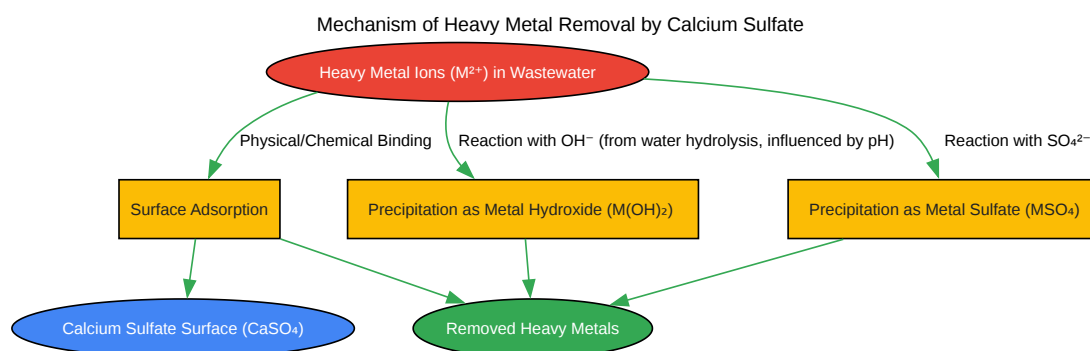 Mechanism of Heavy Metal Removal by Calcium Sulfate
Heavy Metal Ions (M²⁺) in Wastewater
Physical/Chemical Binding
Reaction with OH⁻ (from water hydrolysis, influenced by pH)
Reaction with SO₄²⁻
Surface Adsorption
Precipitation as Metal Hydroxide (M(OH)₂)
Precipitation as Metal Sulfate (MSO₄)
Calcium Sulfate Surface (CaSO₄)
Removed Heavy Metals